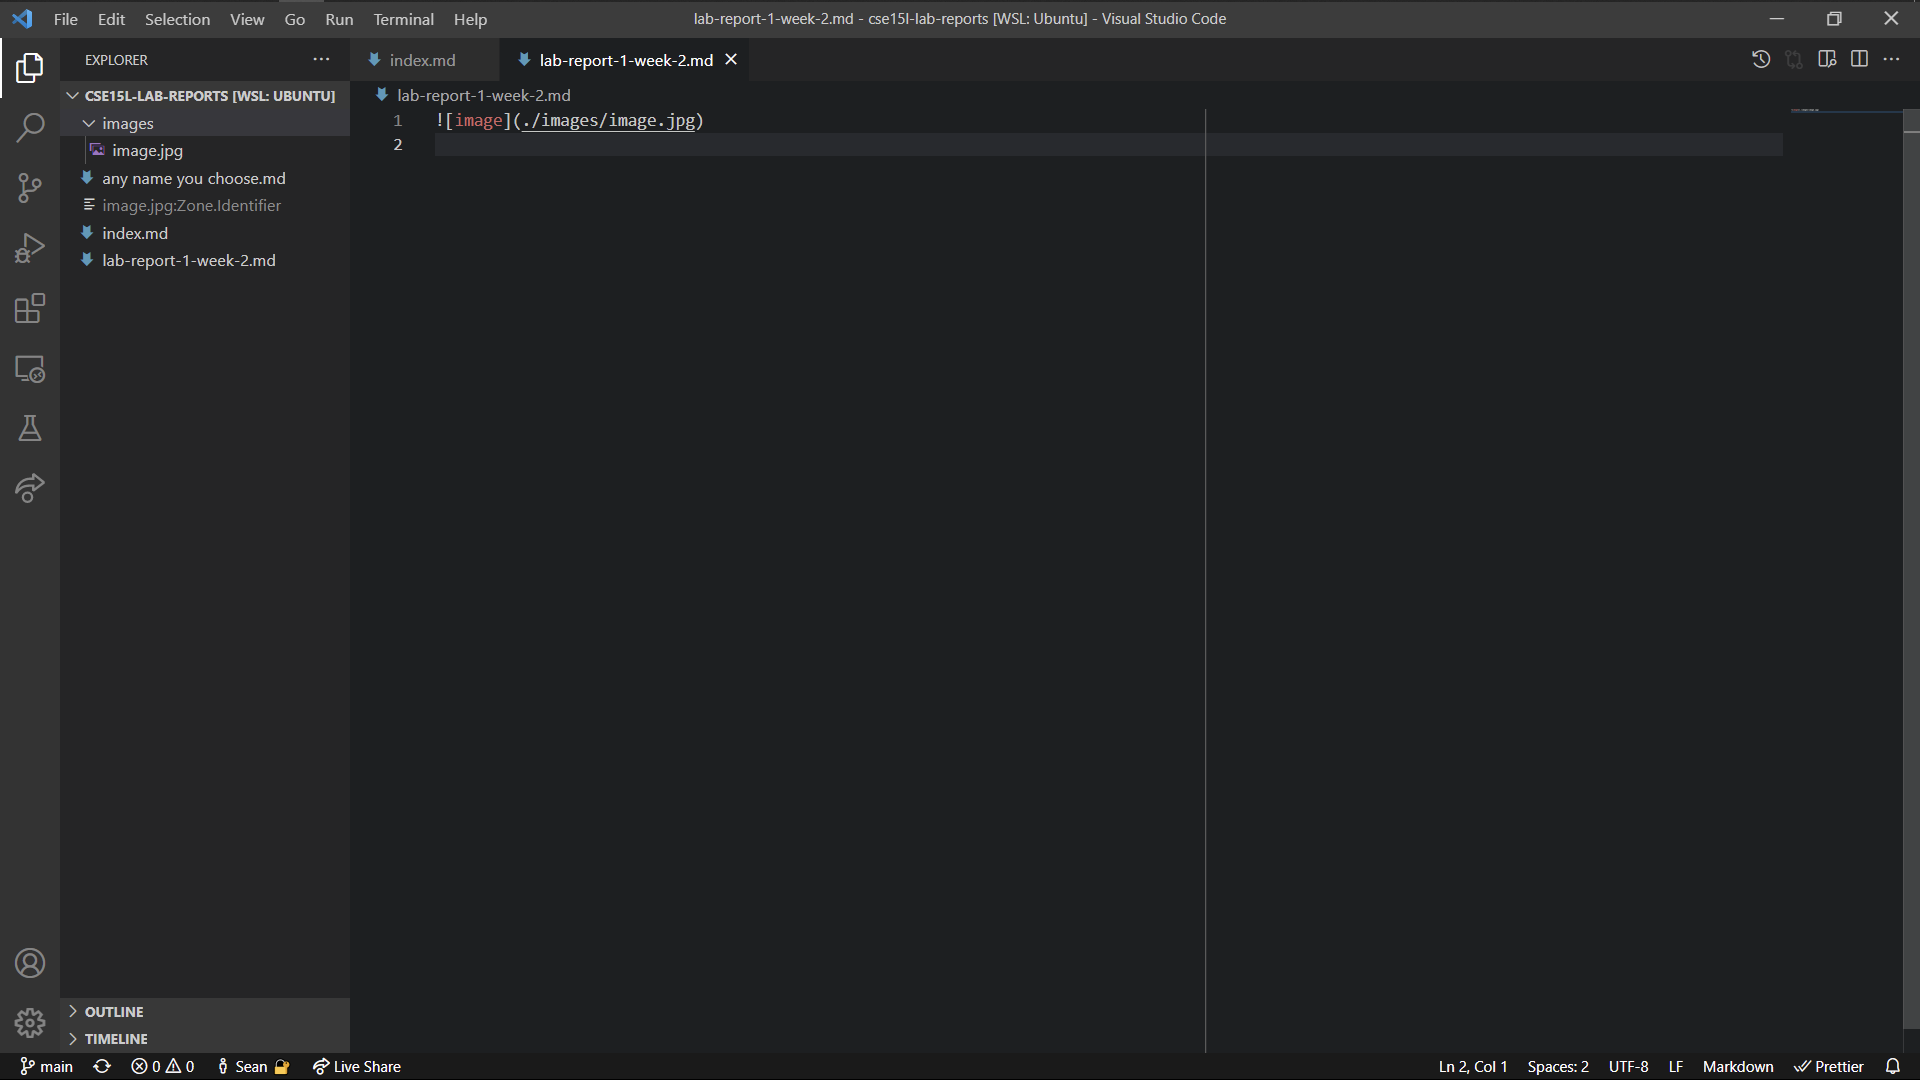 File Edit Selection View Go Run Terminal Help
lab-report-1-week-2.md - cse15l-lab-reports [WSL: Ubuntu] - Visual Studio Code
EXPLORER
index.md
lab-report-1-week-2.md
CSE15L-LAB-REPORTS [WSL: UBUNTU]
images
image.jpg
any name you choose.md
image.jpg:Zone.Identifier
index.md
lab-report-1-week-2.md
OUTLINE
TIMELINE
lab-report-1-week-2.md
1 ![image](./images/image.jpg)
2
main 0 0 Sean Live Share
Ln 2, Col 1 Spaces: 2 UTF-8 LF Markdown Prettier